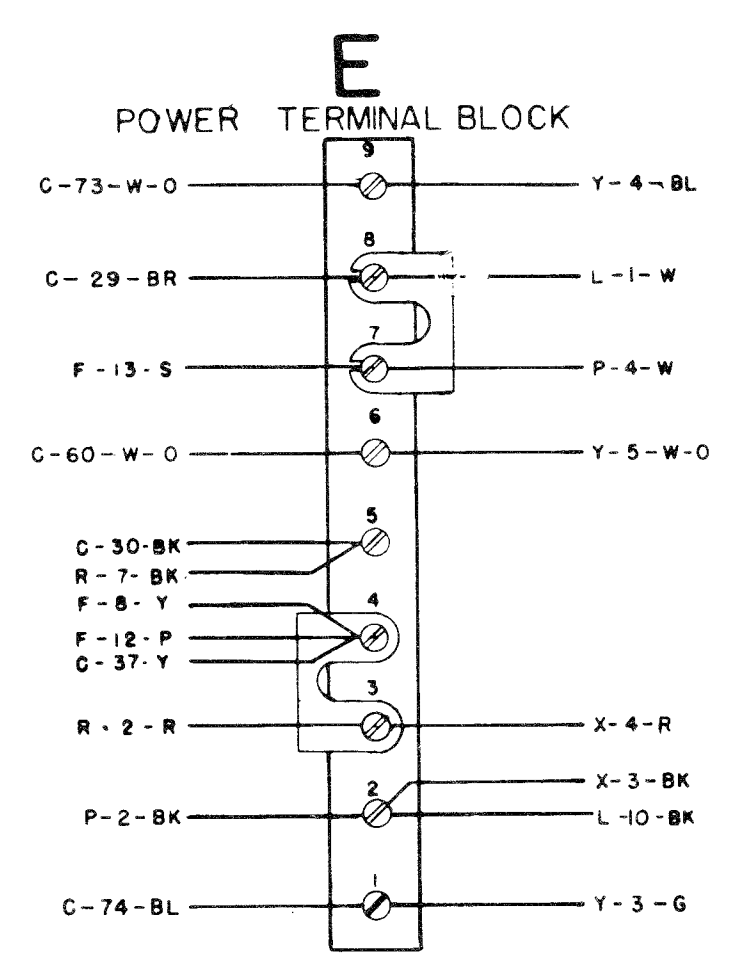 E
POWER TERMINAL BLOCK
9
C-73-W-O
Y-4-BL
8
C-29-BR
L-1-W
7
F-13-S
P-4-W
6
C-60-W-O
Y-5-W-O
5
C-30-BK
R-7-BK
F-8-Y
4
F-12-P
C-37-Y
3
R-2-R
X-4-R
X-3-BK
2
P-2-BK
L-10-BK
1
C-74-BL
Y-3-G